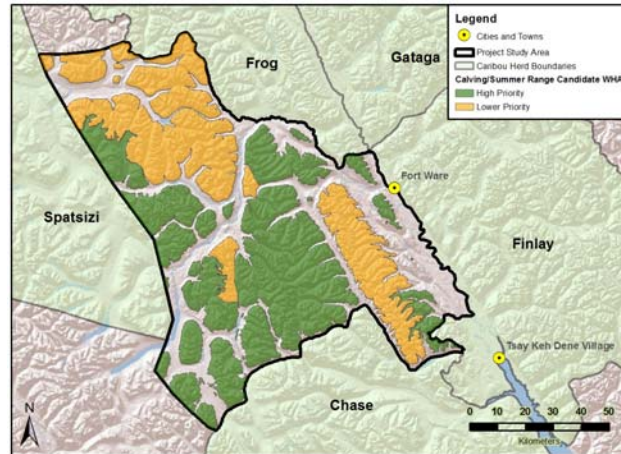 Legend
Cities and Towns
Project Study Area
Caribou Herd Boundaries
Calving/Summer Range Candidate WHA
High Priority
Lower Priority
Frog
Gataga
Fort Ware
Spatsizi
Finlay
Tsay Keh Dene Village
Chase
N
0 10 20 30 40 50
Kilometers